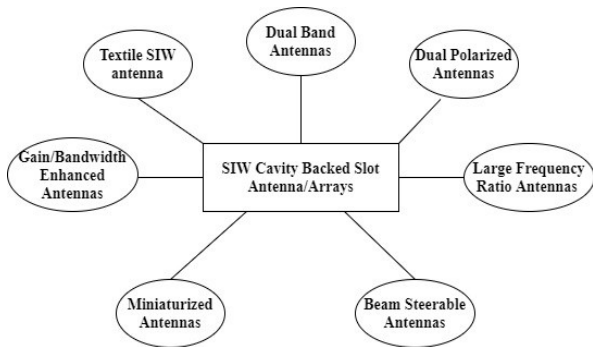 Dual Band
Antennas
Textile SIW
antenna
Dual Polarized
Antennas
Gain/Bandwidth
Enhanced
Antennas
SIW Cavity Backed Slot
Antenna/Arrays
Large Frequency
Ratio Antennas
Miniaturized
Antennas
Beam Steerable
Antennas